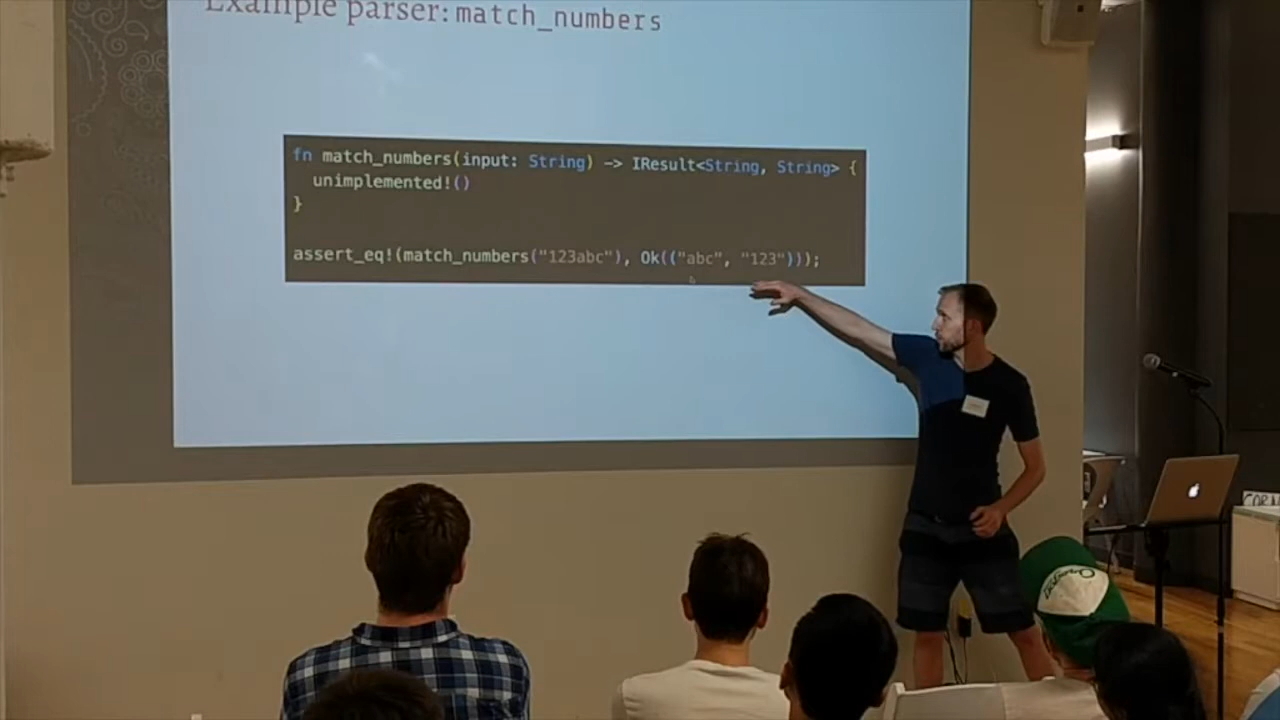 Example parser: match_numbers
fn match_numbers(input: String) -> IResult<String, String> {
unimplemented!()
}
assert_eq!(match_numbers("123abc"), Ok(("abc", "123")));